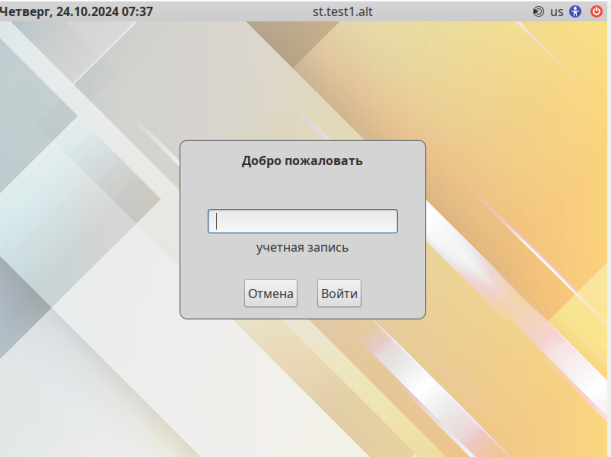 Четверг, 24.10.2024 07:37 st.test1.alt us
Добро пожаловать
учетная запись
Отмена Войти